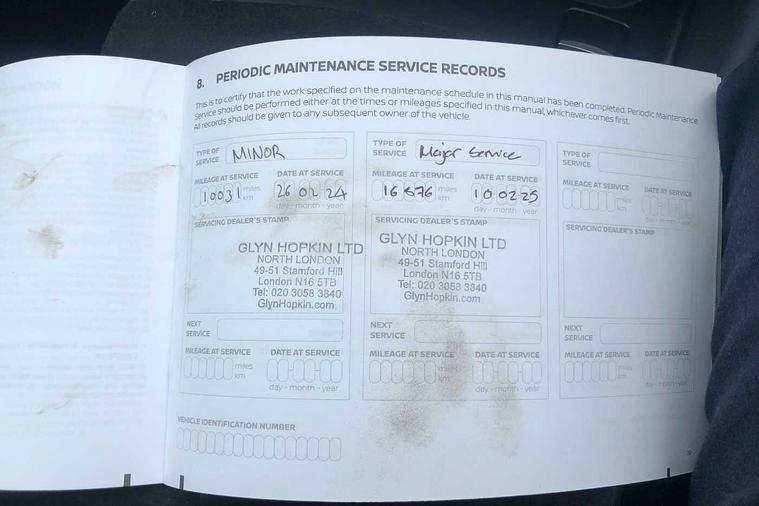 8. PERIODIC MAINTENANCE SERVICE RECORDS
This is to certify that the work specified on the maintenance schedule in this manual has been completed. Periodic Maintenance
Service should be performed either at the times or mileages specified in this manual, whichever comes first.
All records should be given to any subsequent owner of the vehicle.
TYPE OF SERVICE MINOR
MILEAGE AT SERVICE DATE AT SERVICE
10031 miles km 26 02 24
day - month - year
SERVICING DEALER'S STAMP
GLYN HOPKIN LTD
NORTH LONDON
49-51 Stamford Hill
London N16 5TB
Tel: 020 3058 3840
GlynHopkin.com
NEXT SERVICE
MILEAGE AT SERVICE DATE AT SERVICE
miles km
day - month - year
TYPE OF SERVICE Major Service
MILEAGE AT SERVICE DATE AT SERVICE
16876 miles km 10 02 25
day - month - year
SERVICING DEALER'S STAMP
GLYN HOPKIN LTD
NORTH LONDON
49-51 Stamford Hill
London N16 5TB
Tel: 020 3058 3840
GlynHopkin.com
NEXT SERVICE
MILEAGE AT SERVICE DATE AT SERVICE
miles km
day - month - year
TYPE OF SERVICE
MILEAGE AT SERVICE DATE AT SERVICE
miles km
day - month - year
SERVICING DEALER'S STAMP
NEXT SERVICE
MILEAGE AT SERVICE DATE AT SERVICE
miles km
day - month - year
VEHICLE IDENTIFICATION NUMBER